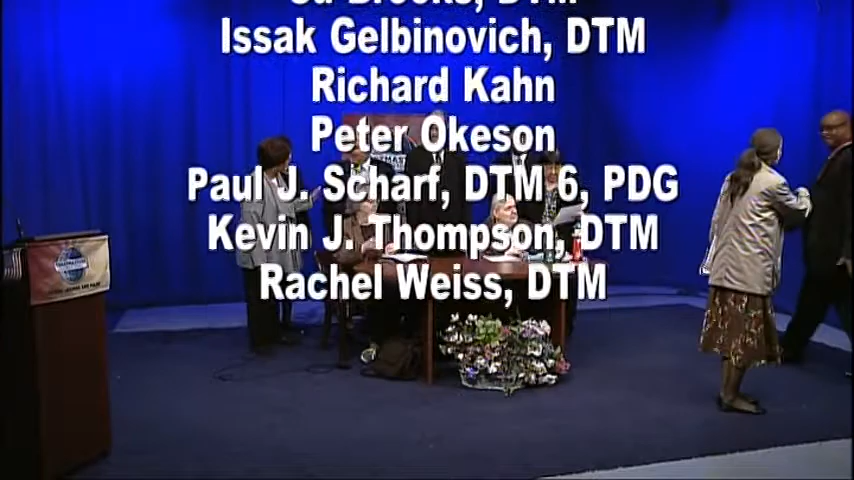 Issak Gelbinovich, DTM
Richard Kahn
Peter Okeson
Paul J. Scharf, DTM 6, PDG
Kevin J. Thompson, DTM
Rachel Weiss, DTM